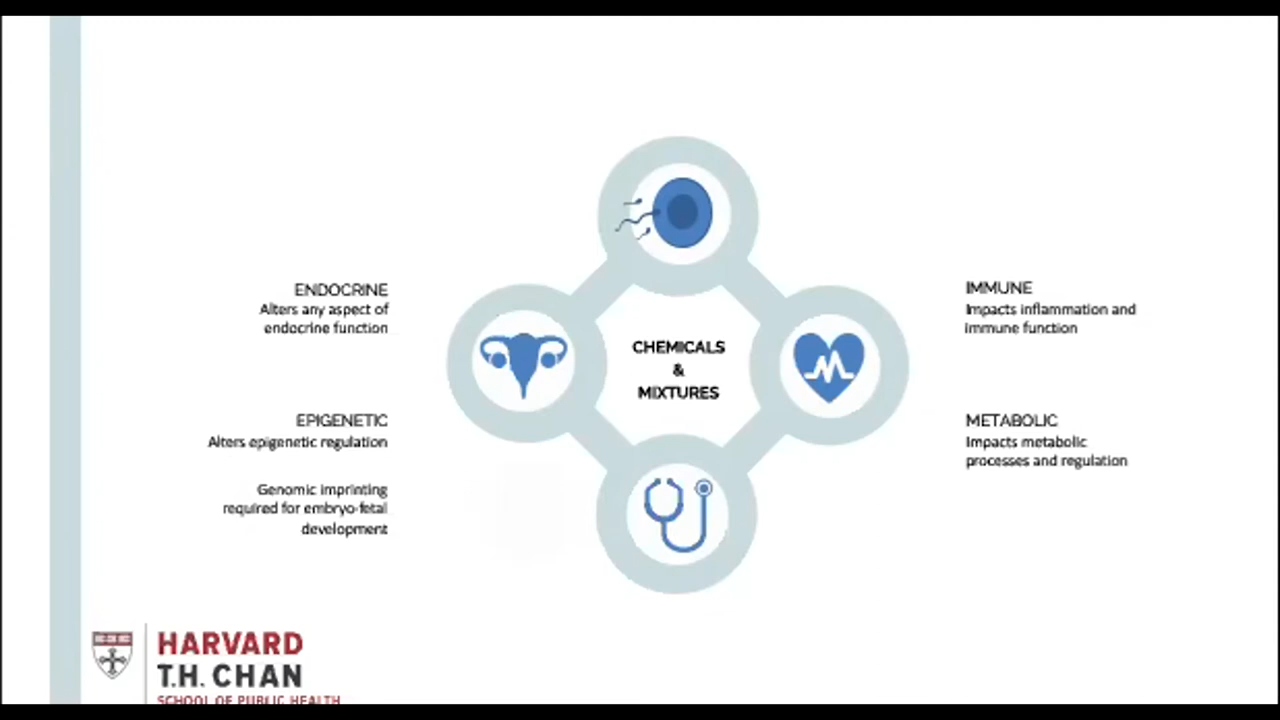 ENDOCRINE
Alters any aspect of
endocrine function
EPIGENETIC
Alters epigenetic regulation
Genomic imprinting
required for embryo-fetal
development
CHEMICALS
&
MIXTURES
IMMUNE
Impacts inflammation and
immune function
METABOLIC
Impacts metabolic
processes and regulation
HARVARD
T.H. CHAN
SCHOOL OF PUBLIC HEALTH